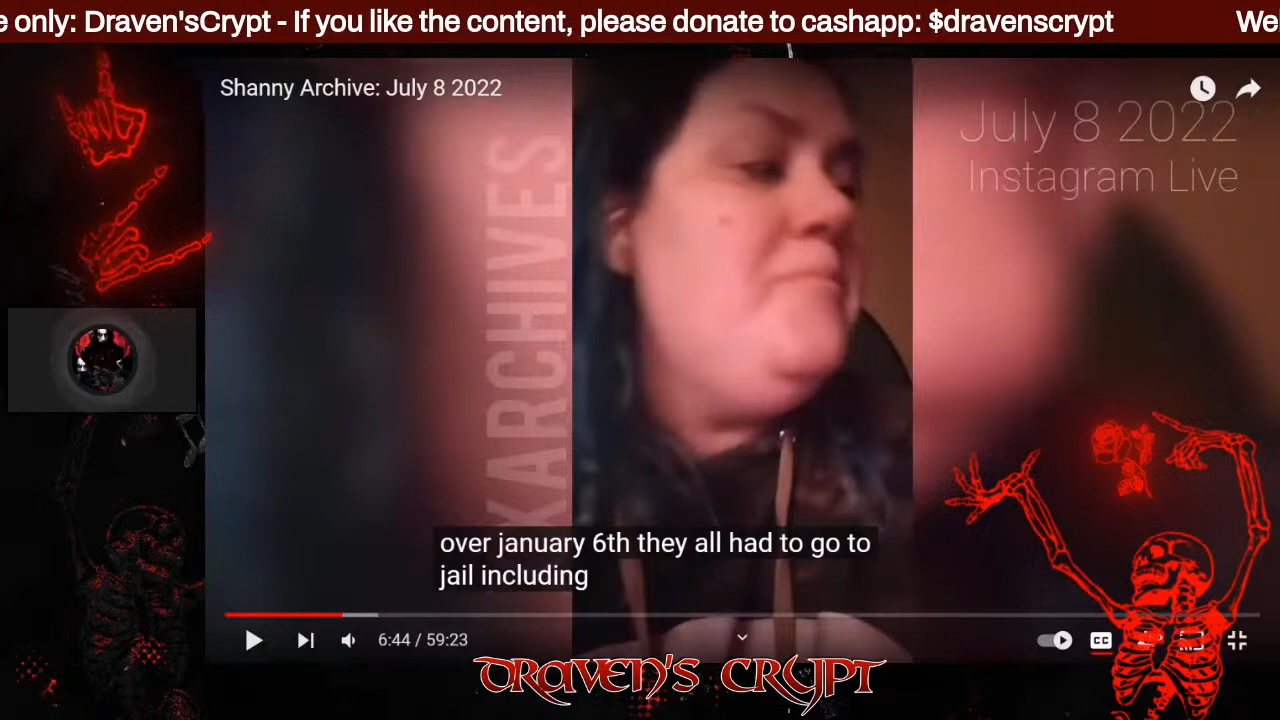 e only: Draven'sCrypt - If you like the content, please donate to cashapp: $dravenscrypt We
Shanny Archive: July 8 2022
July 8 2022
Instagram Live
KARCHIVES
over january 6th they all had to go to
jail including
6:44 / 59:23
CC
DRAVEN'S CRYPT